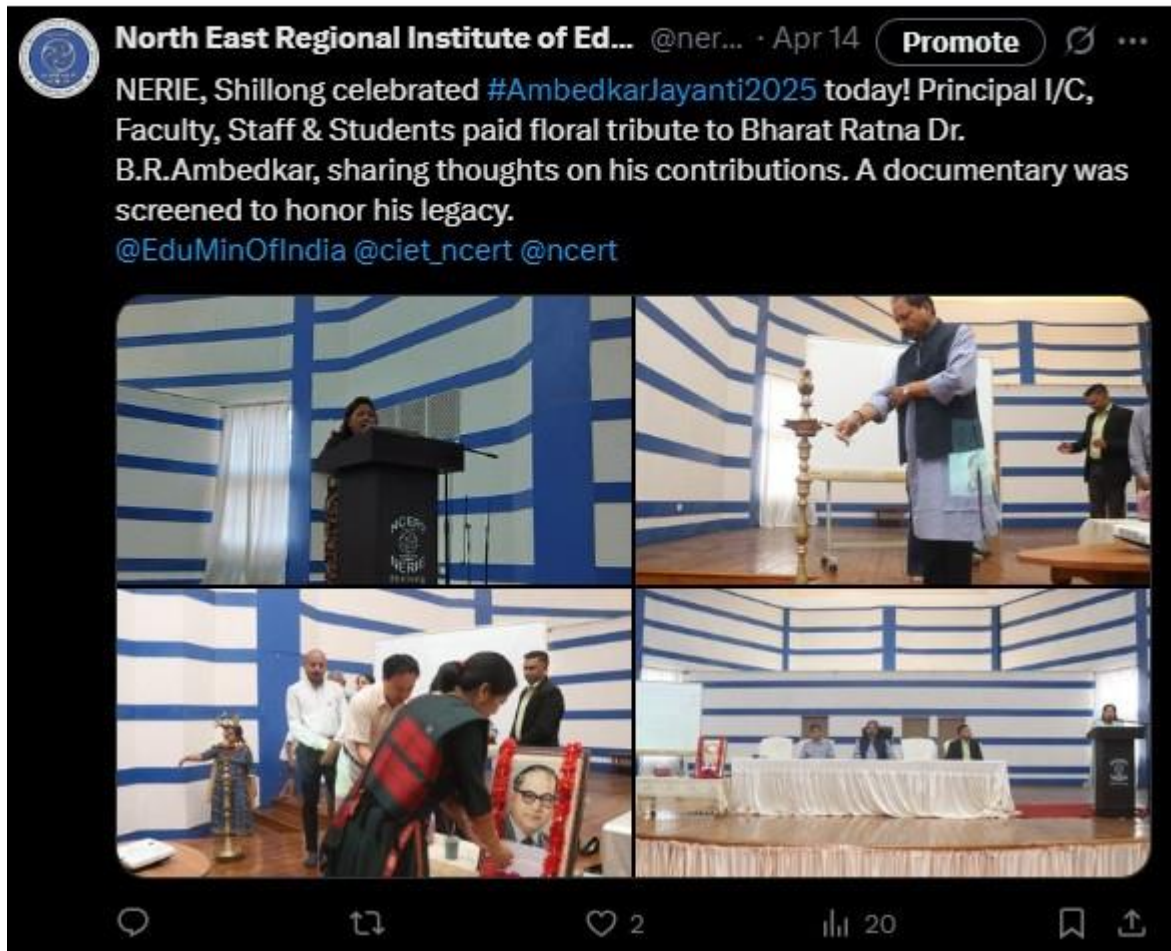 North East Regional Institute of Ed... @ner... · Apr 14 Promote
NERIE, Shillong celebrated #AmbedkarJayanti2025 today! Principal I/C,
Faculty, Staff & Students paid floral tribute to Bharat Ratna Dr.
B.R.Ambedkar, sharing thoughts on his contributions. A documentary was
screened to honor his legacy.
@EduMinOfIndia @ciet_ncert @ncert
NCERT
NERIE
2 20